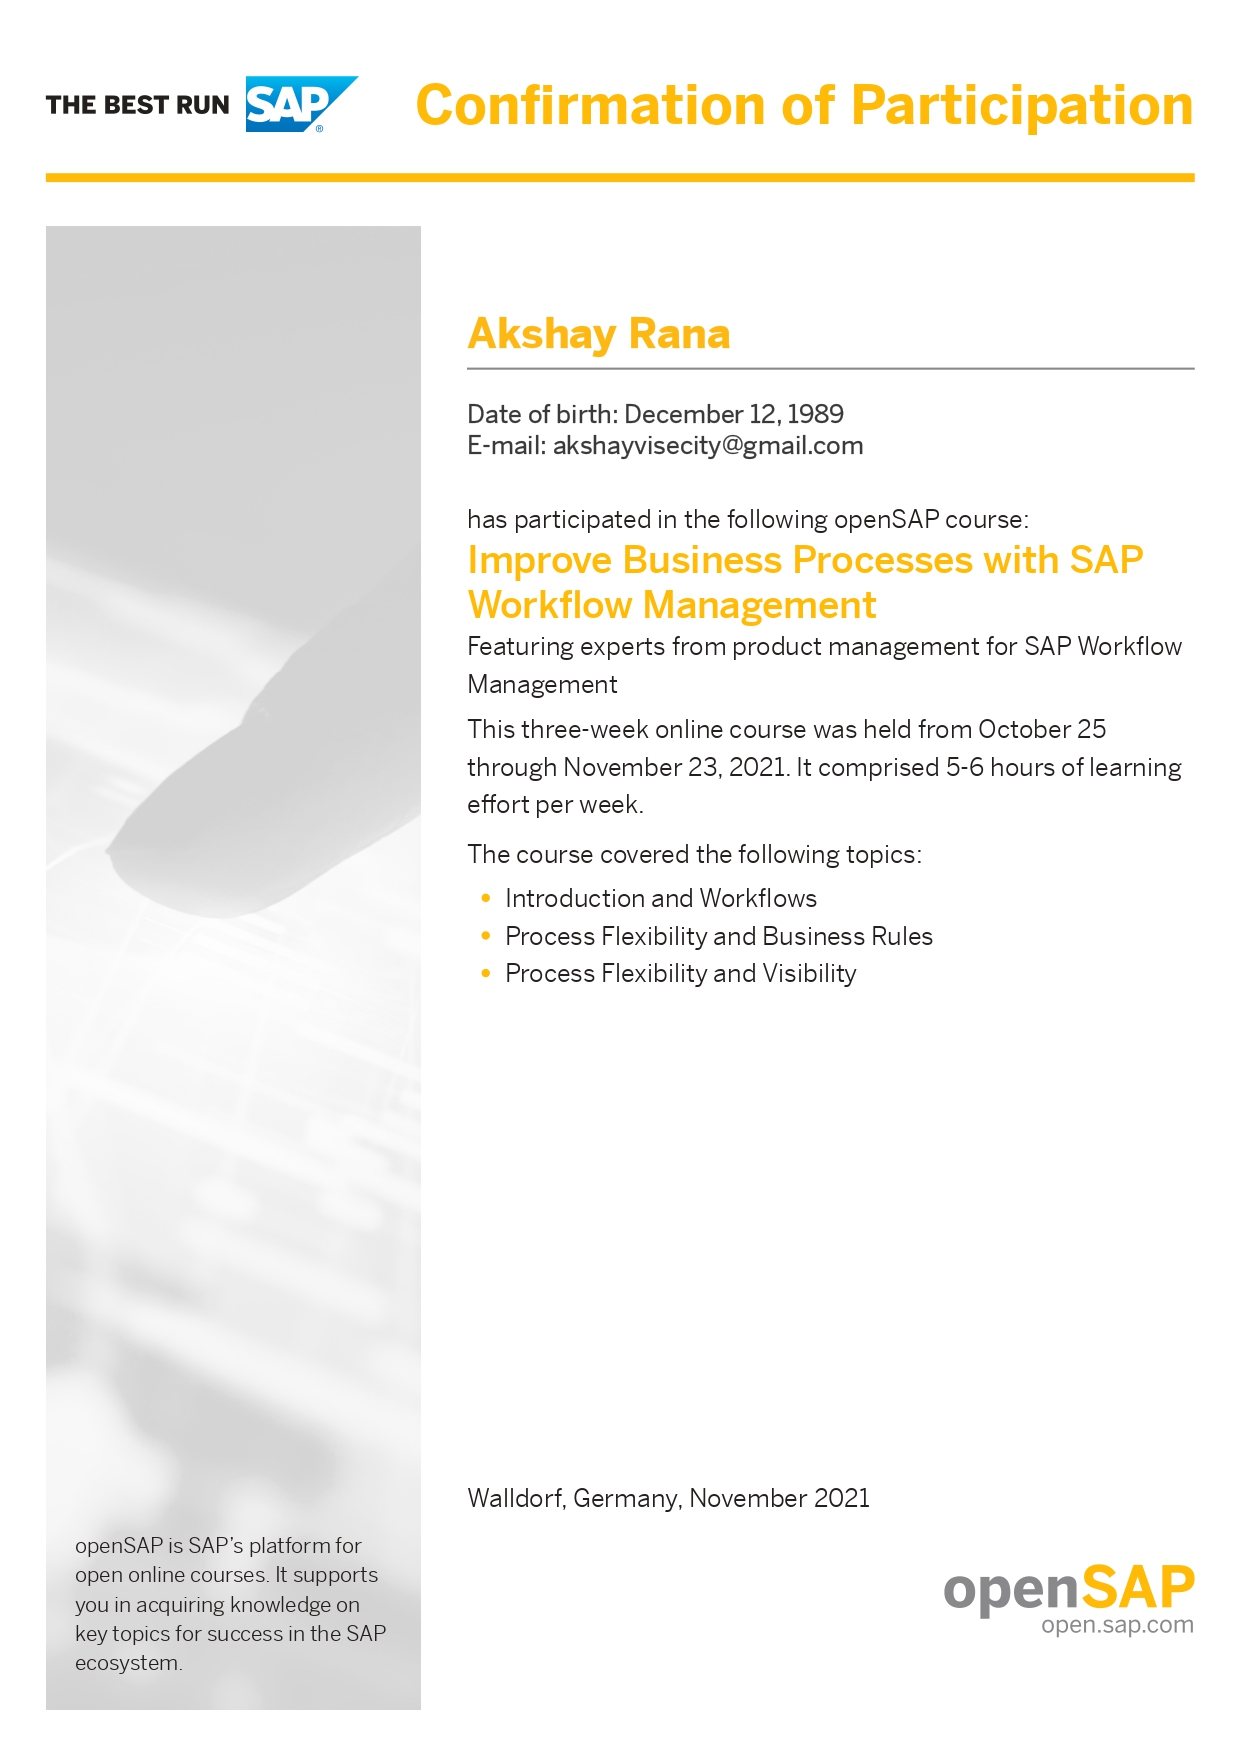 THE BEST RUN SAP®
Confirmation of Participation
Akshay Rana
Date of birth: December 12, 1989
E-mail: akshayvisecity@gmail.com
has participated in the following openSAP course:
Improve Business Processes with SAP
Workflow Management
Featuring experts from product management for SAP Workflow
Management
This three-week online course was held from October 25
through November 23, 2021. It comprised 5-6 hours of learning
effort per week.
The course covered the following topics:
• Introduction and Workflows
• Process Flexibility and Business Rules
• Process Flexibility and Visibility
Walldorf, Germany, November 2021
openSAP is SAP's platform for
open online courses. It supports
you in acquiring knowledge on
key topics for success in the SAP
ecosystem.
openSAP
open.sap.com